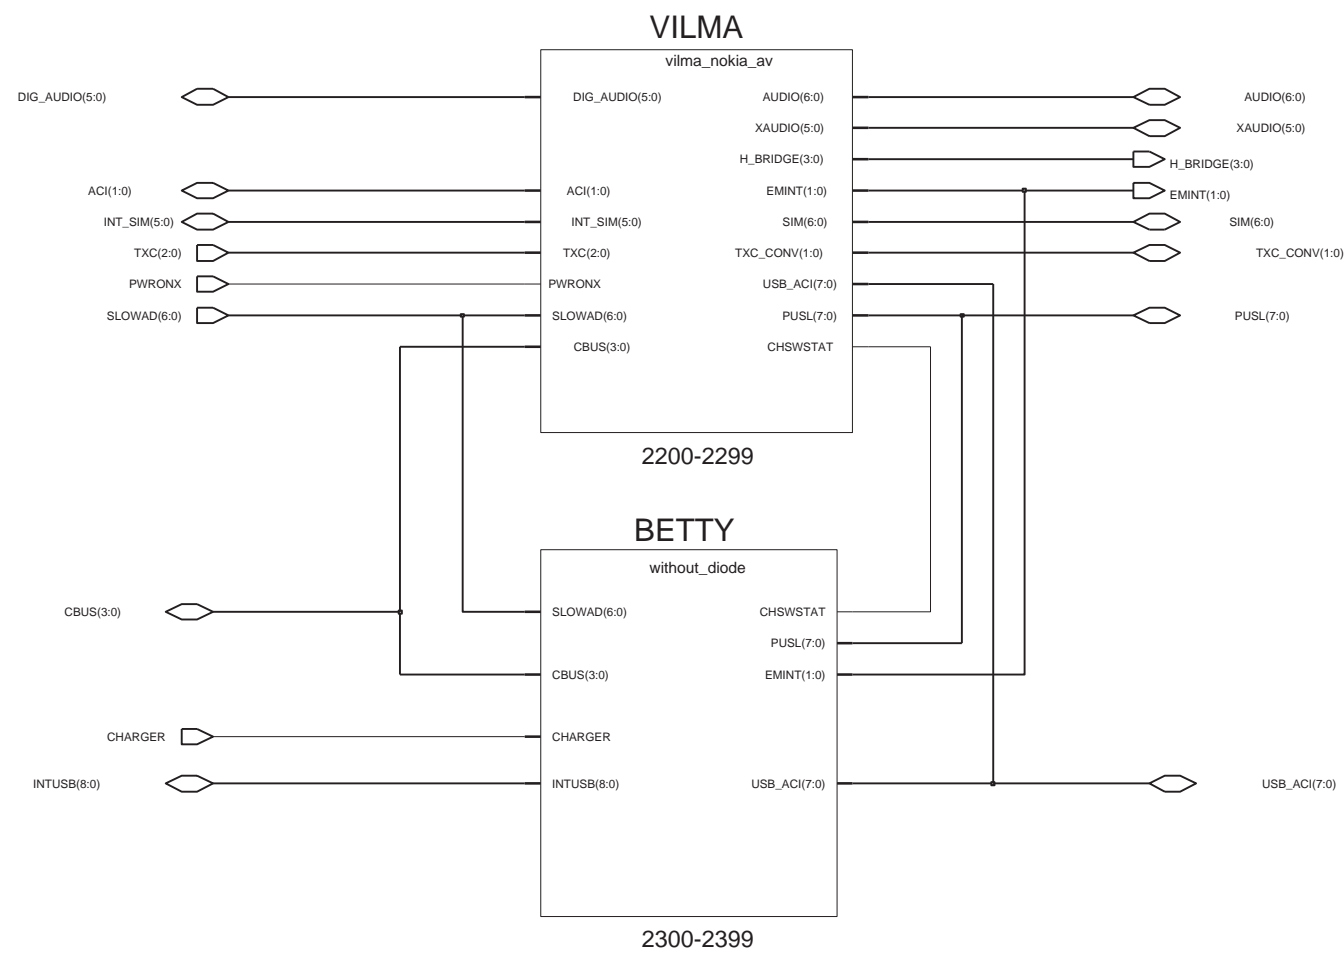 VILMA
vilma_nokia_av
DIG_AUDIO(5:0) DIG_AUDIO(5:0) AUDIO(6:0) AUDIO(6:0)
XAUDIO(5:0) XAUDIO(5:0)
H_BRIDGE(3:0) H_BRIDGE(3:0)
ACI(1:0) ACI(1:0) EMINT(1:0) EMINT(1:0)
INT_SIM(5:0) INT_SIM(5:0) SIM(6:0) SIM(6:0)
TXC(2:0) TXC(2:0) TXC_CONV(1:0) TXC_CONV(1:0)
PWRONX PWRONX USB_ACI(7:0)
SLOWAD(6:0) SLOWAD(6:0) PUSL(7:0) PUSL(7:0)
CBUS(3:0) CHSWSTAT
2200-2299
BETTY
without_diode
CBUS(3:0) SLOWAD(6:0) CHSWSTAT
PUSL(7:0)
CBUS(3:0) EMINT(1:0)
CHARGER CHARGER
INTUSB(8:0) INTUSB(8:0) USB_ACI(7:0) USB_ACI(7:0)
2300-2399